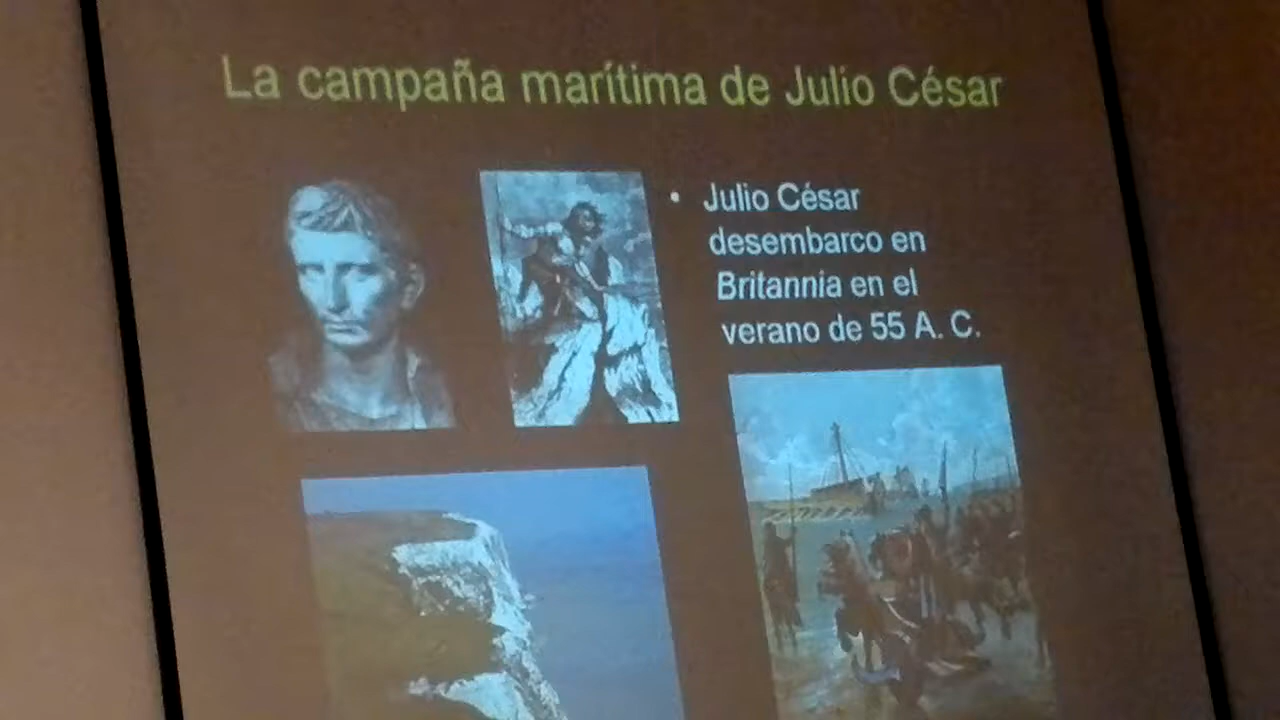 La campaña marítima de Julio César
• Julio César
desembarco en
Britannia en el
verano de 55 A. C.